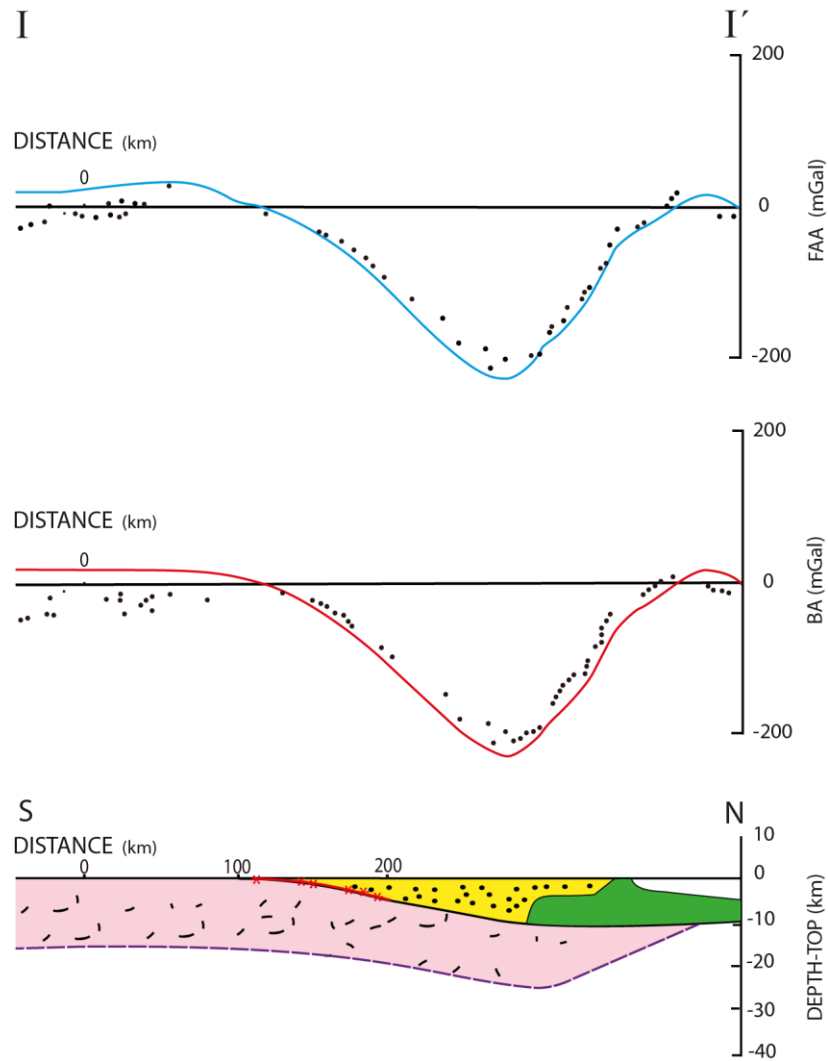 I I´
200
DISTANCE (km)
0
0
FAA (mGal)
-200
200
DISTANCE (km)
0
0
BA (mGal)
-200
S N
DISTANCE (km)
10
0 100 200
0
-10
-20
-30
-40
DEPTH-TOP (km)